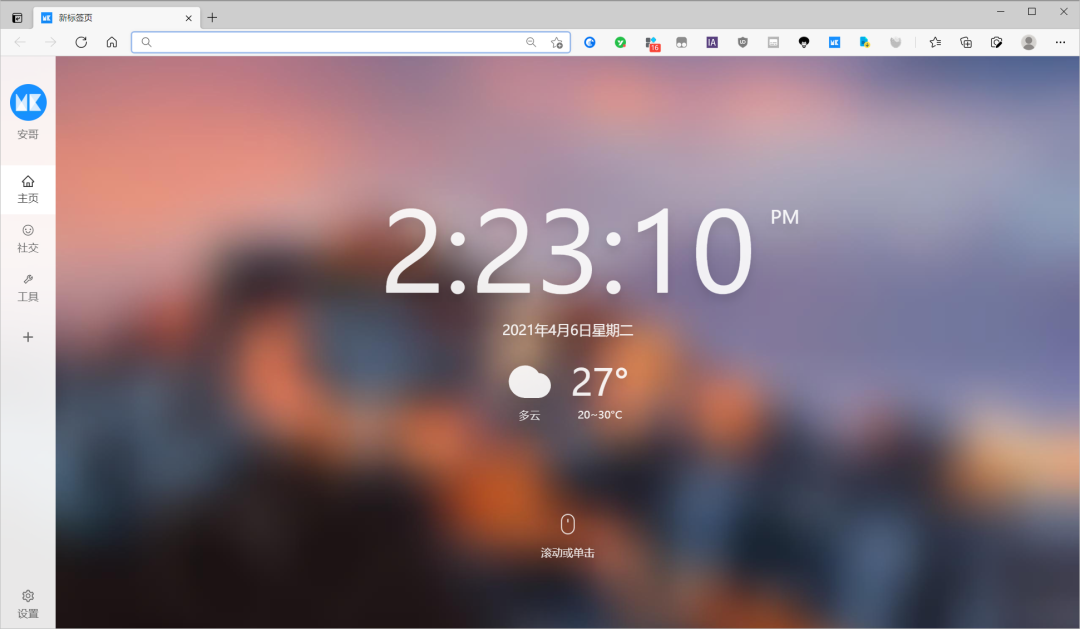 新标签页
16
IA
MK
安哥
主页
社交
工具
设置
2:23:10 PM
2021年4月6日星期二
27°
多云
20~30°C
滚动或单击